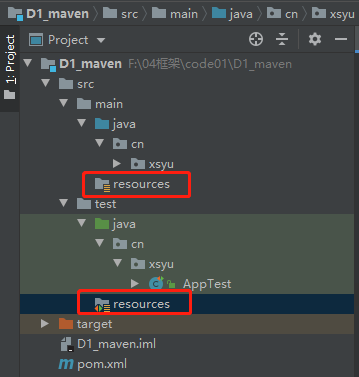 D1_maven > src > main > java > cn > xsyu
1: Project
Project
D1_maven F:\04框架\code01\D1_maven
src
main
java
cn
xsyu
resources
test
java
cn
xsyu
AppTest
resources
target
D1_maven.iml
pom.xml